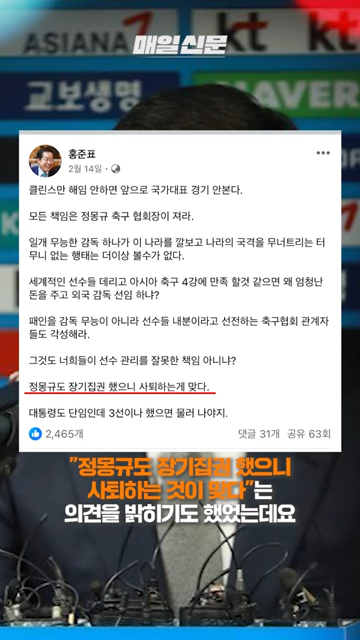 ASIANA
kt
kt
매일신문
교보생명
NAVER
홍준표
2월 14일 ·
클린스만 해임 안하면 앞으로 국가대표 경기 안본다.
모든 책임은 정몽규 축구 협회장이 져라.
일개 무능한 감독 하나가 이 나라를 깔보고 나라의 국격을 무너트리는 터
무니 없는 행태는 더이상 볼수가 없다.
세계적인 선수들 데리고 아시아 축구 4강에 만족 할것 같으면 왜 엄청난
돈을 주고 외국 감독 선임 하냐?
패인을 감독 무능이 아니라 선수들 내분이라고 선전하는 축구협회 관계자
들도 각성해라.
그것도 너희들이 선수 관리를 잘못한 책임 아니냐?
정몽규도 장기집권 했으니 사퇴하는게 맞다.
대통령도 단임인데 3선이나 했으면 물러 나야지.
2,465개
댓글 31개 공유 63회
"정몽규도 장기집권 했으니
사퇴하는 것이 맞다"는
의견을 밝히기도 했었는데요